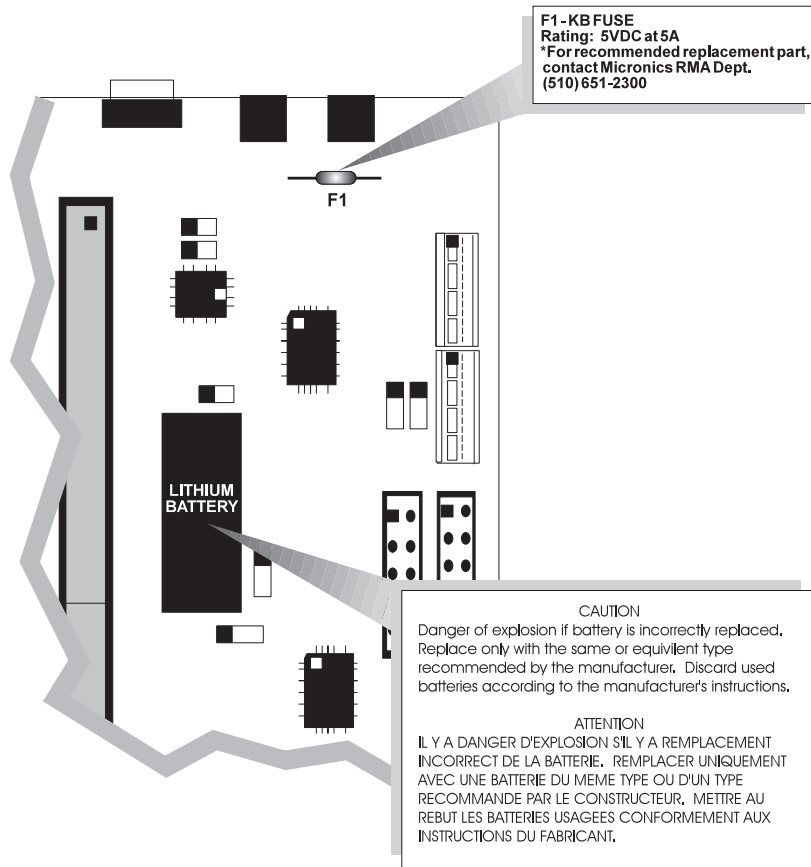 F1 - KB FUSE
Rating: 5VDC at 5A
*For recommended replacement part,
contact Micronics RMA Dept.
(510) 651-2300
F1
LITHIUM
BATTERY
CAUTION
Danger of explosion if battery is incorrectly replaced.
Replace only with the same or equivilent type
recommended by the manufacturer. Discard used
batteries according to the manufacturer's instructions.
ATTENTION
IL Y A DANGER D'EXPLOSION S'IL Y A REMPLACEMENT
INCORRECT DE LA BATTERIE. REMPLACER UNIQUEMENT
AVEC UNE BATTERIE DU MEME TYPE OU D'UN TYPE
RECOMMANDE PAR LE CONSTRUCTEUR. METTRE AU
REBUT LES BATTERIES USAGEES CONFORMEMENT AUX
INSTRUCTIONS DU FABRICANT.